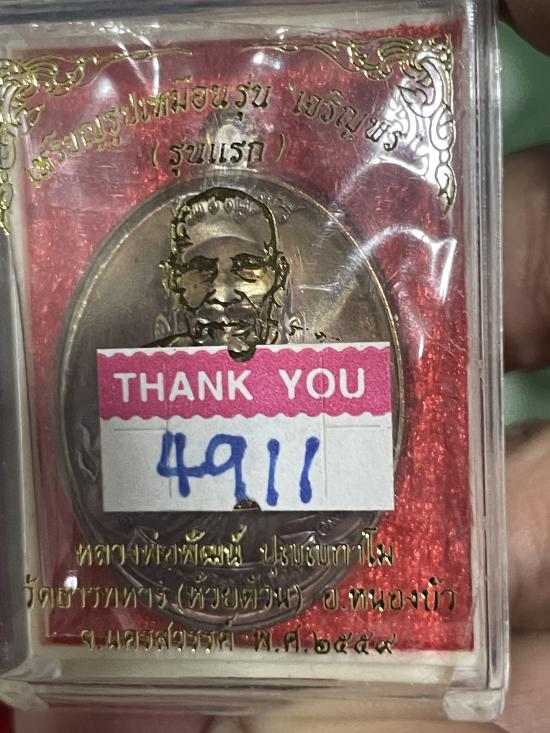 เหรียญรูปเหมือนรุ่น "เจริญพร"
(รุ่นแรก)
THANK YOU
4911
หลวงพ่อพัฒน์ ปุญฺญกาโม
วัดธารทหาร (ห้วยด้วน) อ.หนองบัว
จ.นครสวรรค์ พ.ศ.๒๕๕๙